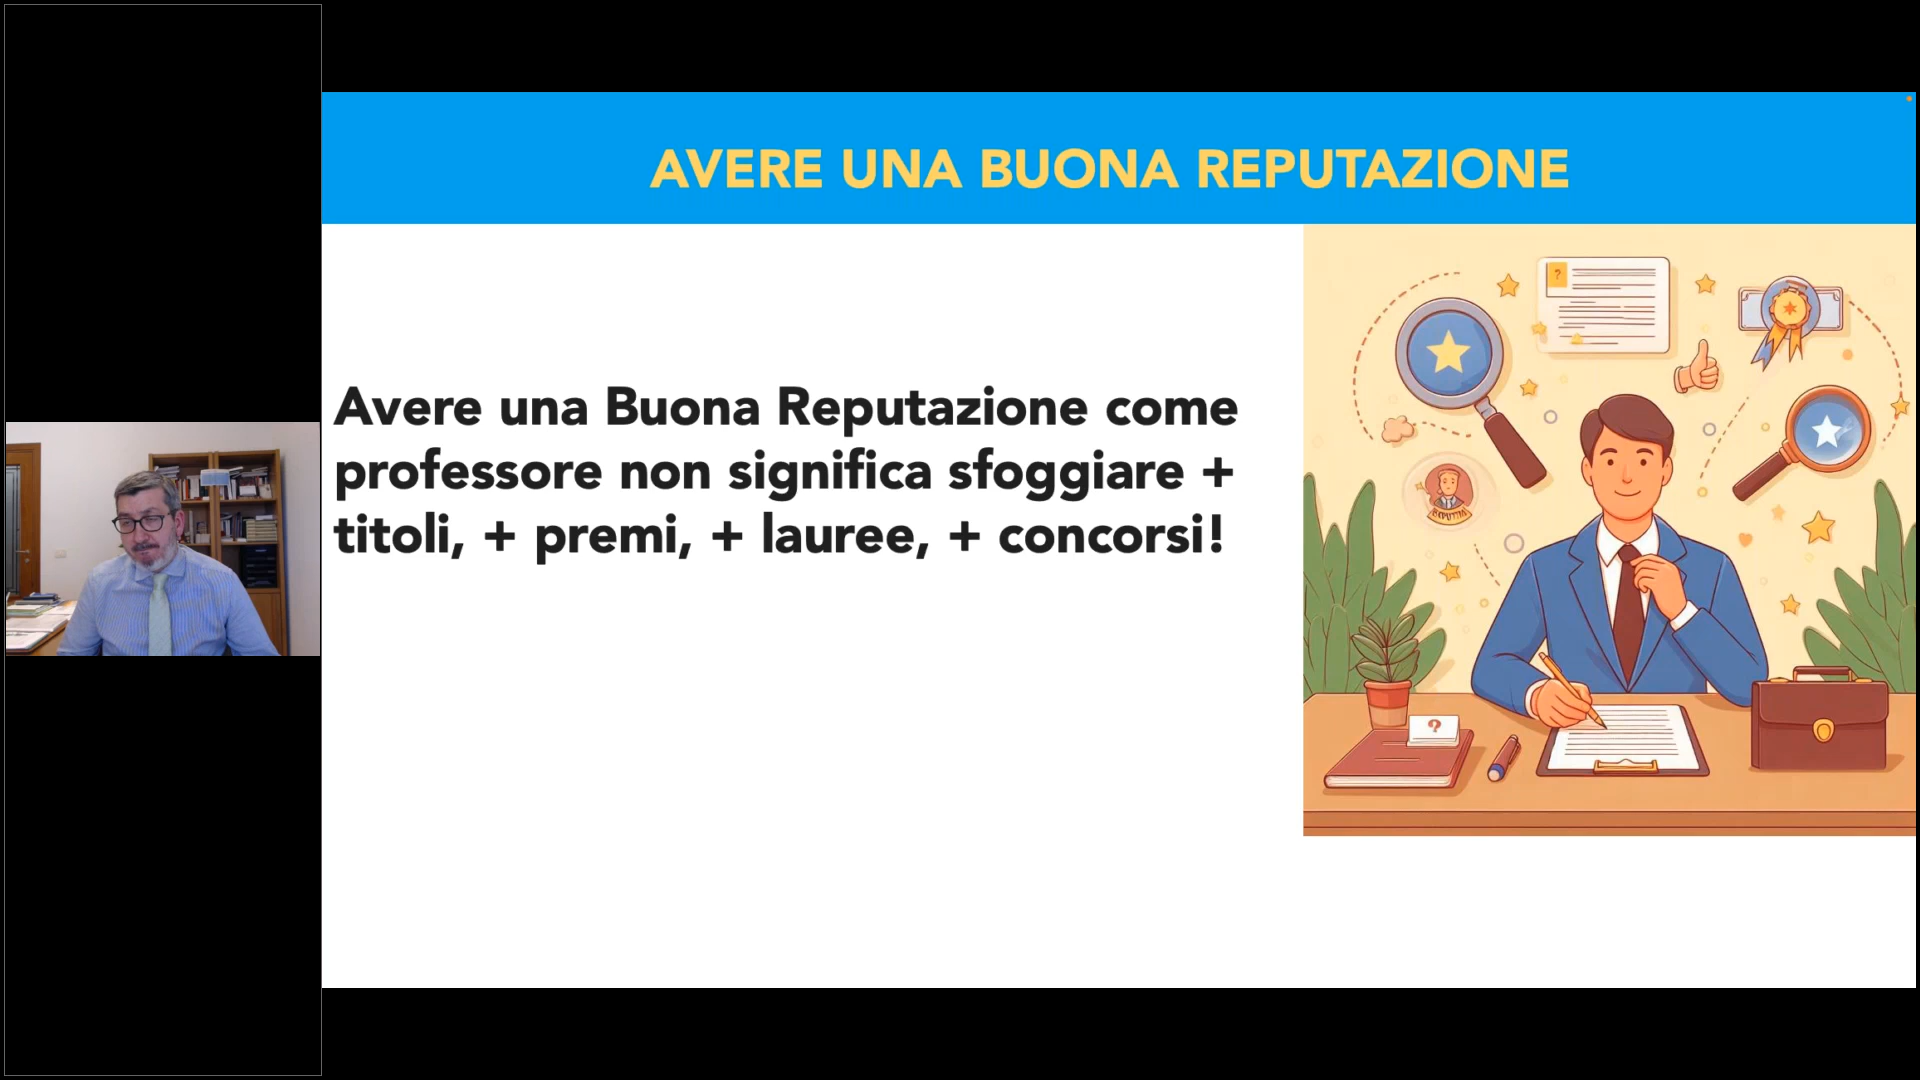 AVERE UNA BUONA REPUTAZIONE
Avere una Buona Reputazione come
professore non significa sfoggiare +
titoli, + premi, + lauree, + concorsi!
?
?